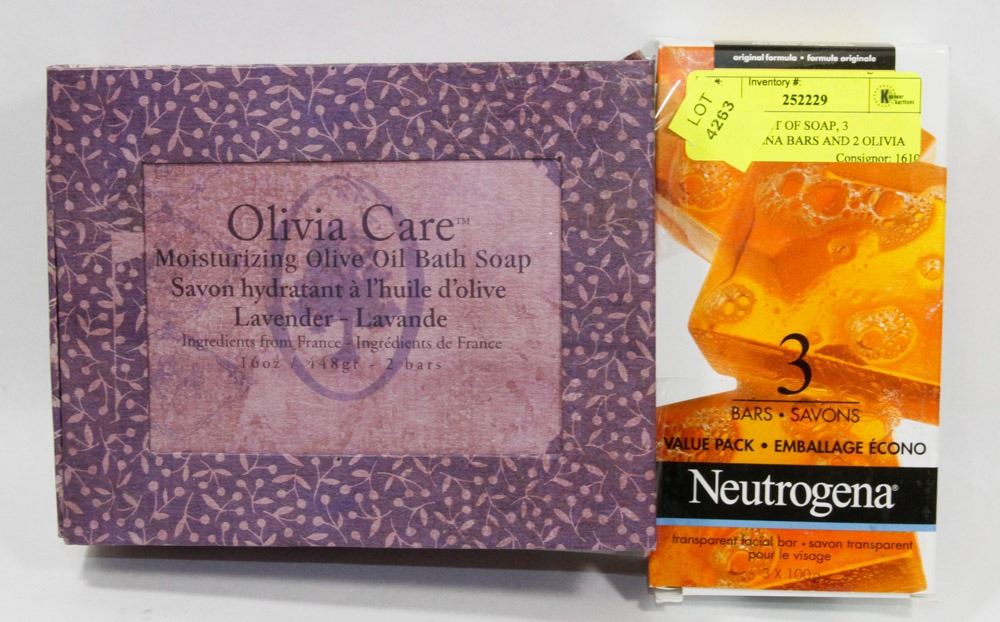 Olivia Care™
Moisturizing Olive Oil Bath Soap
Savon hydratant à l'huile d'olive
Lavender - Lavande
Ingredients from France - Ingrédients de France
16oz / 448gr - 2 bars
original formula • formule originale
LOT
4263
Inventory #:
252229
T OF SOAP, 3
NA BARS AND 2 OLIVIA
Consignor: 1610
3
BARS • SAVONS
VALUE PACK • EMBALLAGE ÉCONO
Neutrogena®
transparent facial bar • savon transparent
pour le visage
3 X 100g